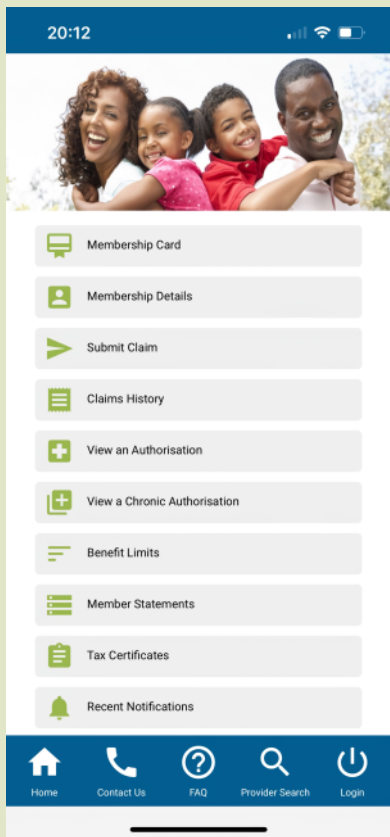 20:12
Membership Card
Membership Details
Submit Claim
Claims History
View an Authorisation
View a Chronic Authorisation
Benefit Limits
Member Statements
Tax Certificates
Recent Notifications
Home Contact Us FAQ Provider Search Login